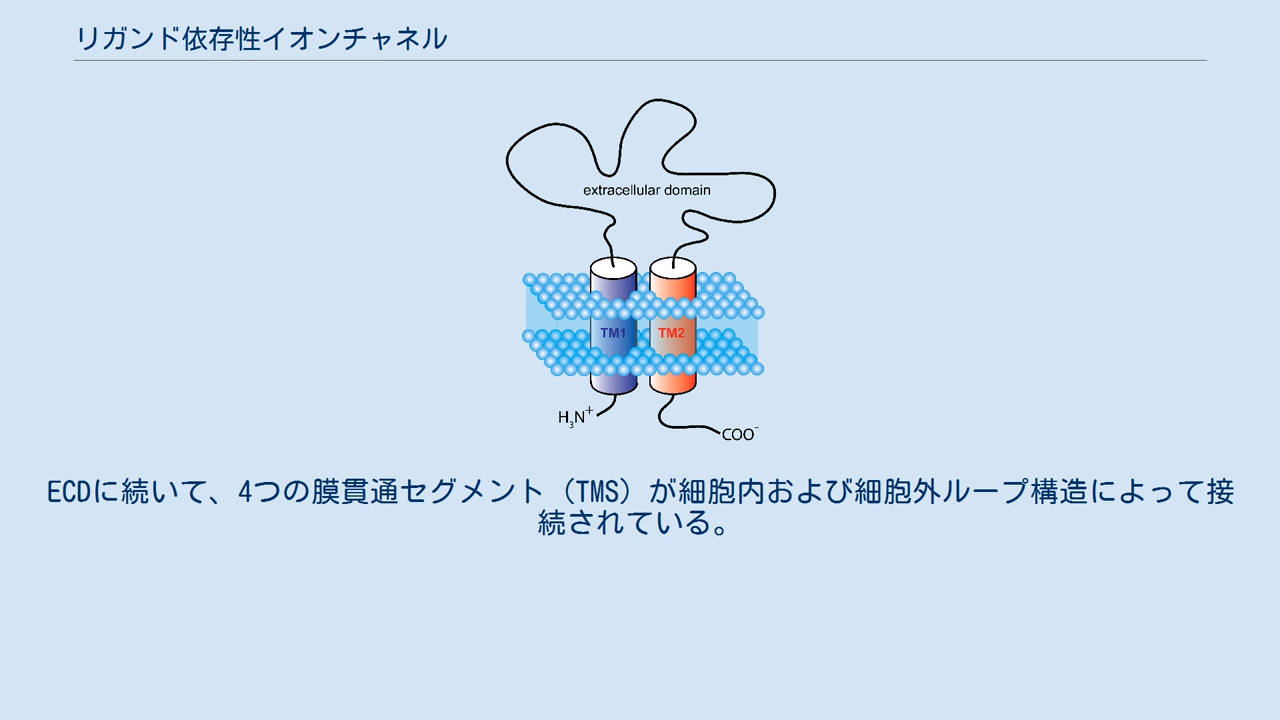 リガンド依存性イオンチャネル
extracellular domain
TM1 TM2
H₃N⁺
COO⁻
ECDに続いて、4つの膜貫通セグメント（TMS）が細胞内および細胞外ループ構造によって接
続されている。